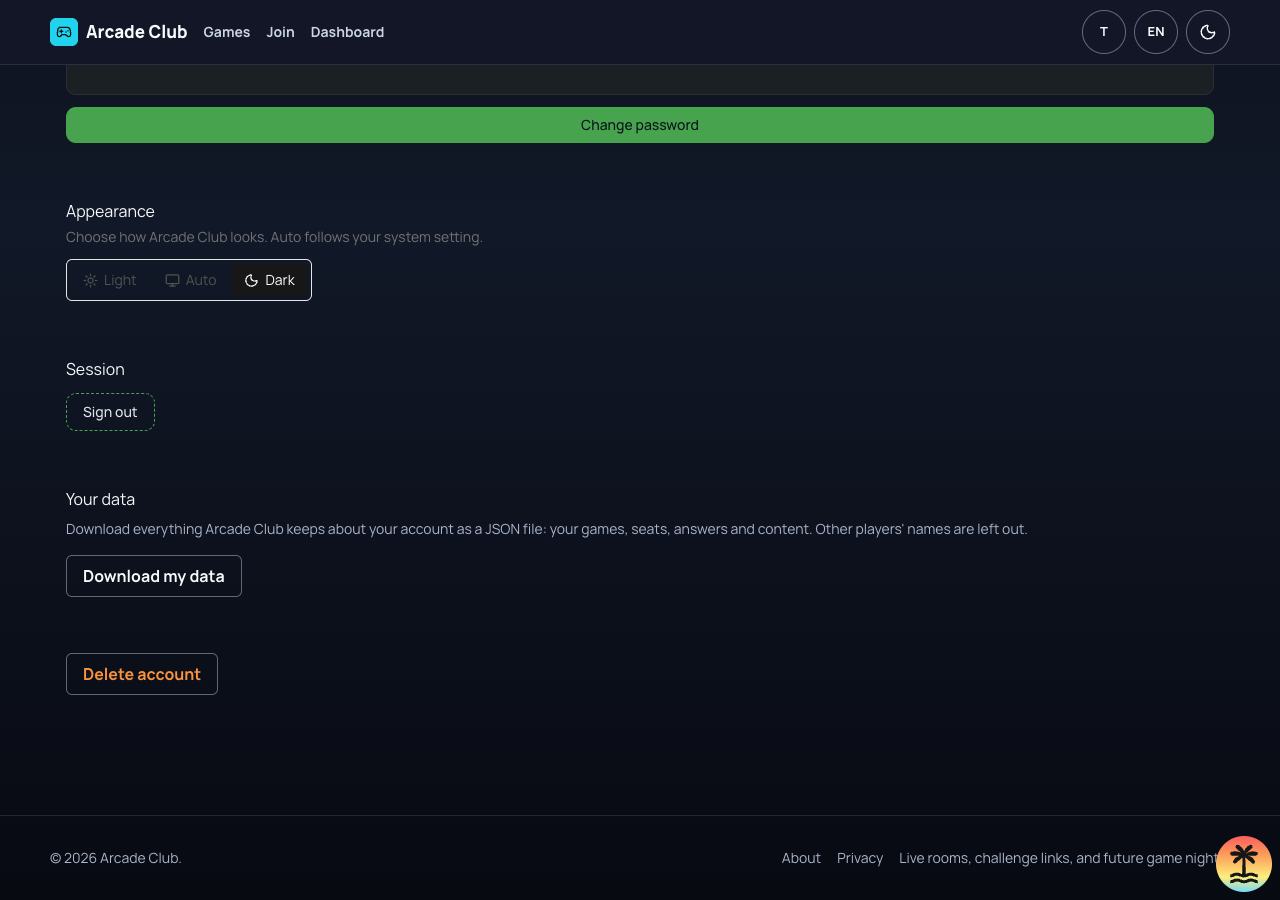 Arcade Club Games Join Dashboard T EN
Change password
Appearance
Choose how Arcade Club looks. Auto follows your system setting.
Light Auto Dark
Session
Sign out
Your data
Download everything Arcade Club keeps about your account as a JSON file: your games, seats, answers and content. Other players' names are left out.
Download my data
Delete account
© 2026 Arcade Club. About Privacy Live rooms, challenge links, and future game night